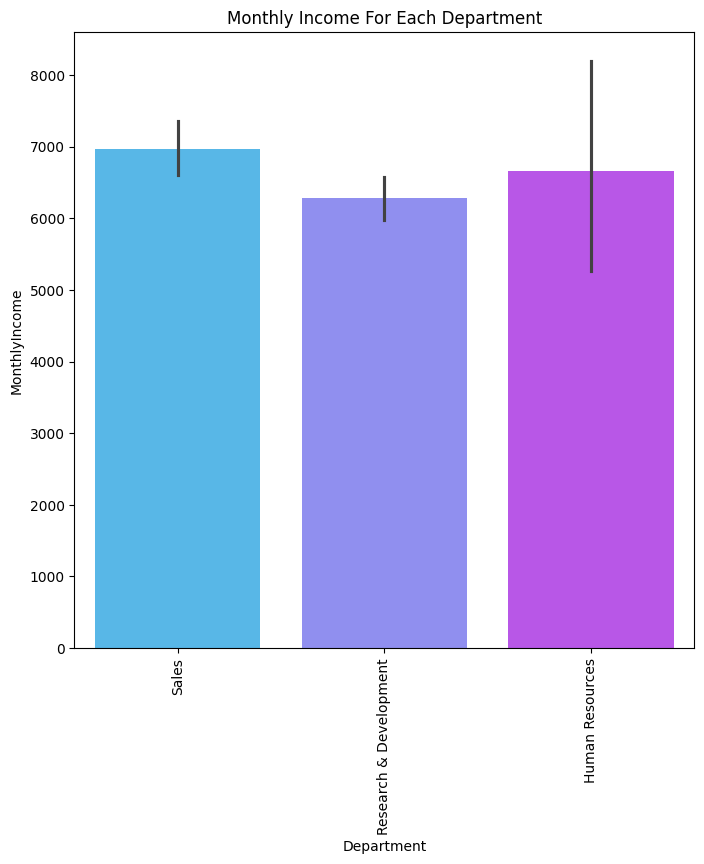 Monthly Income For Each Department
MonthlyIncome
8000
7000
6000
5000
4000
3000
2000
1000
0
Sales
Research & Development
Human Resources
Department